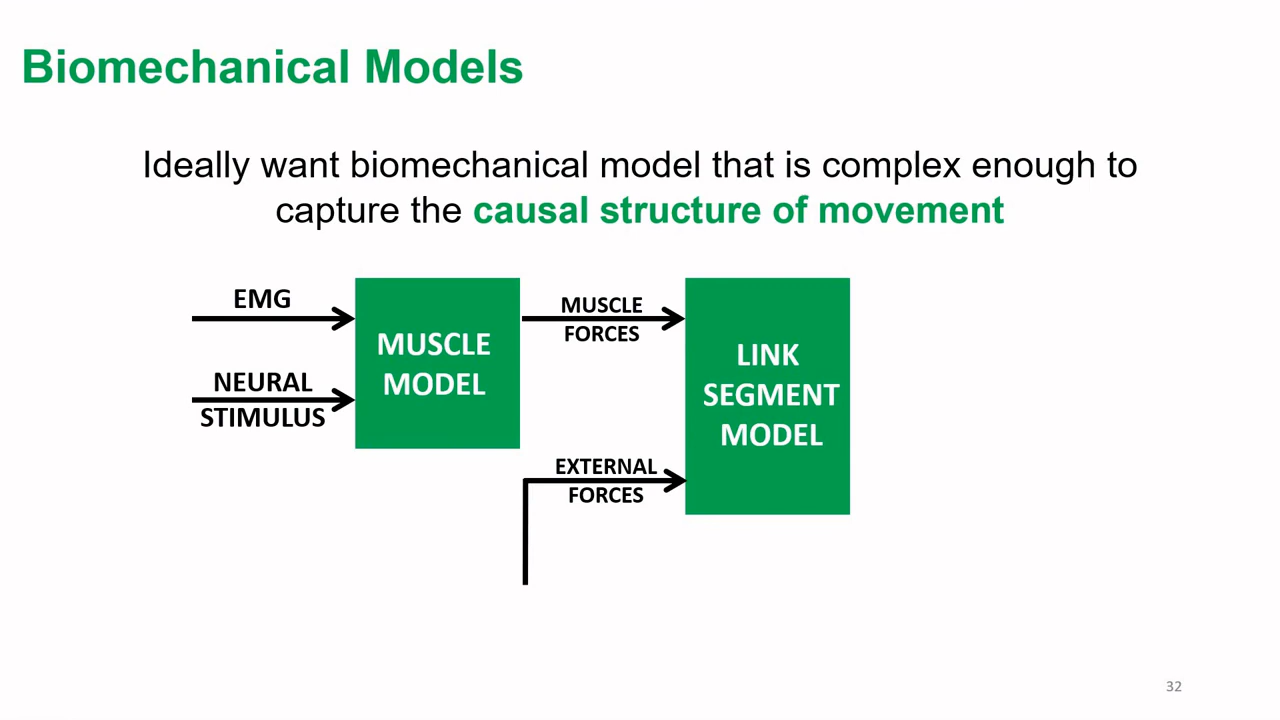 Biomechanical Models
Ideally want biomechanical model that is complex enough to
capture the causal structure of movement
EMG
NEURAL
STIMULUS
MUSCLE
MODEL
MUSCLE
FORCES
EXTERNAL
FORCES
LINK
SEGMENT
MODEL
32